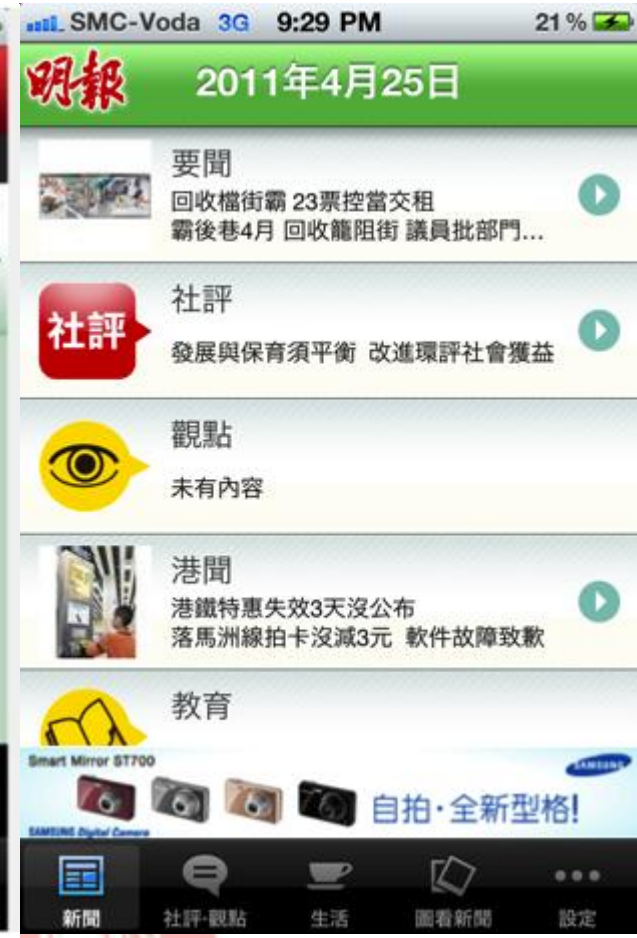 SMC-Voda 3G 9:29 PM 21%
明報 2011年4月25日
要聞
回收檔街霸 23票控當交租
霸後巷4月 回收籠阻街 議員批部門...
社評
社評
發展與保育須平衡 改進環評社會獲益
觀點
未有內容
港聞
港鐵特惠失效3天沒公布
落馬洲線拍卡沒減3元 軟件故障致歉
教育
Smart Mirror ST700
SAMSUNG
自拍·全新型格!
SAMSUNG Digital Camera
新聞 社評·觀點 生活 圖看新聞 設定